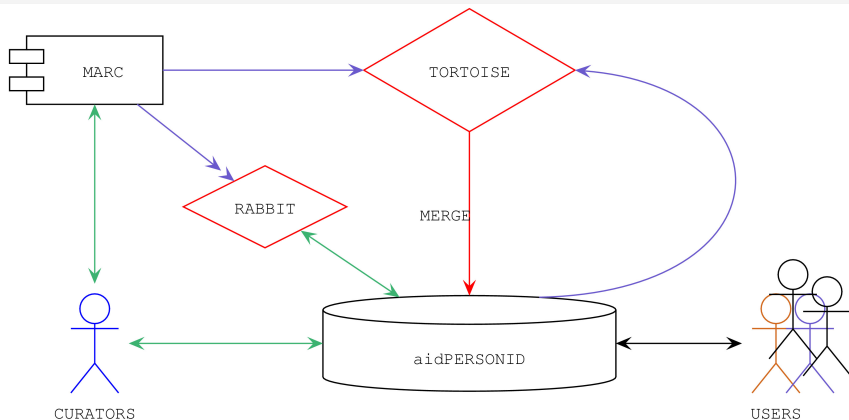 MARC
TORTOISE
RABBIT
MERGE
aidPERSONID
CURATORS
USERS